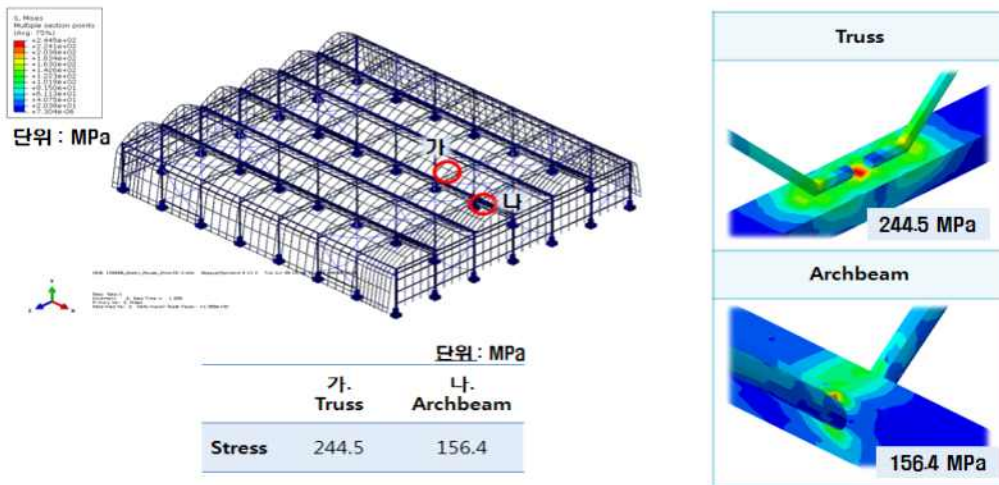 S, Mises
Multiple section points
(Avg: 75%)
+2.445e+02
+2.241e+02
+2.038e+02
+1.834e+02
+1.630e+02
+1.426e+02
+1.223e+02
+1.019e+02
+8.150e+01
+6.113e+01
+4.075e+01
+2.038e+01
단위 : MPa
가
나
단위 : MPa
가.
Truss
나.
Archbeam
Stress 244.5 156.4
Truss
244.5 MPa
Archbeam
156.4 MPa